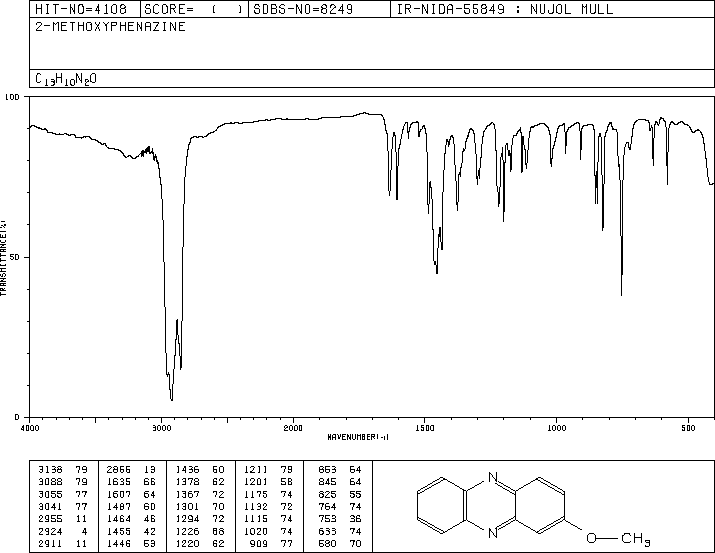 HIT-NO=4108 SCORE= ( ) SDBS-NO=8249 IR-NIDA-55849 : NUJOL MULL
2-METHOXYPHENAZINE
C13H10N2O
100
50
0
TRANSMITTANCE(%)
4000 3000 2000 1500 1000 500
WAVENUMBER(-1)
3138 79 2866 13 1436 50 1211 79 853 64
3088 79 1635 66 1378 62 1201 58 845 64
3055 77 1607 64 1367 72 1175 74 825 55
3041 77 1487 60 1301 70 1132 72 764 74
2955 11 1464 46 1294 72 1115 74 753 36
2924 4 1455 42 1226 68 1020 74 633 74
2911 11 1446 53 1220 62 909 77 580 70
N
N
O
CH3